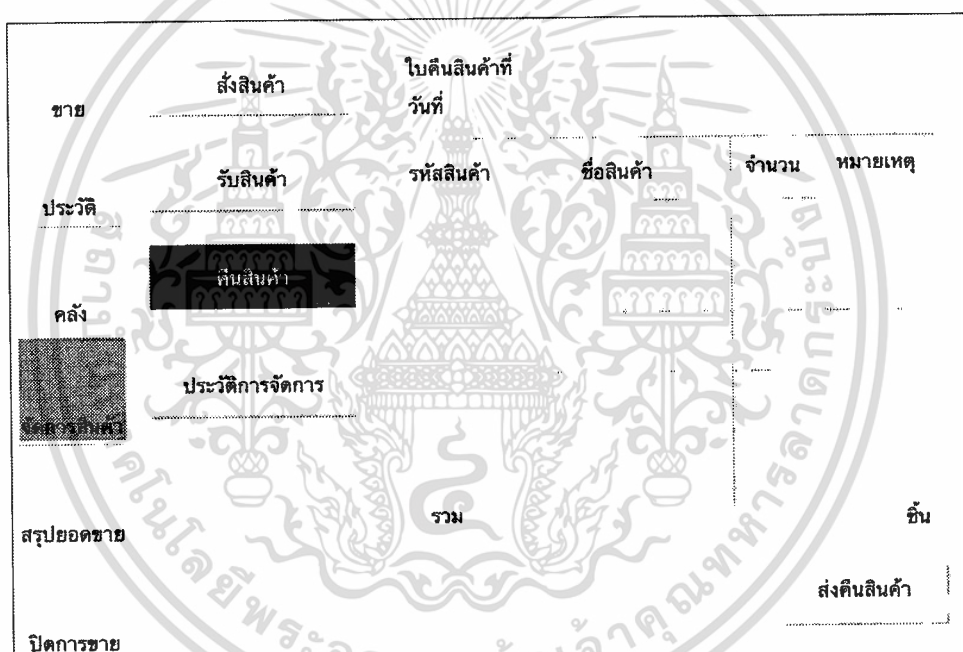 ขาย
ประวัติ
คลัง
จัดการสินค้า
สรุปยอดขาย
ปิดการขาย
สั่งสินค้า
รับสินค้า
คืนสินค้า
ประวัติการจัดการ
ใบคืนสินค้าที่
วันที่
รหัสสินค้า ชื่อสินค้า จำนวน หมายเหตุ
รวม ชิ้น
ส่งคืนสินค้า